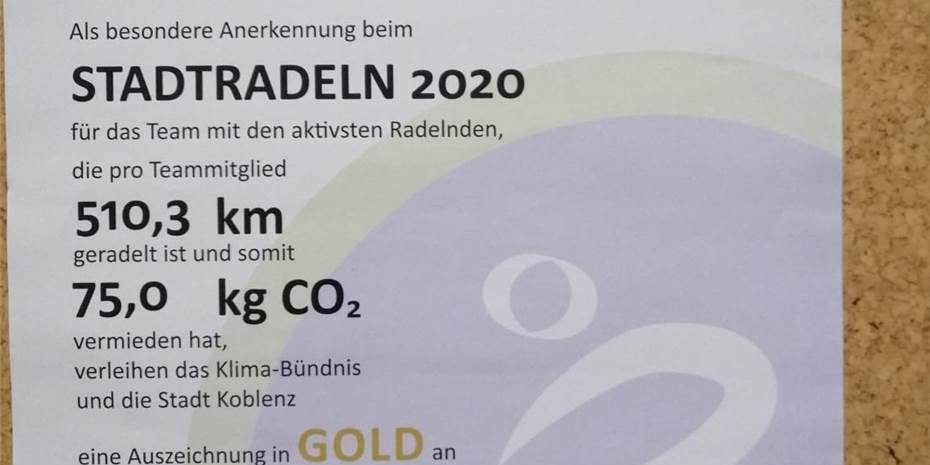 Als besondere Anerkennung beim
STADTRADELN 2020
für das Team mit den aktivsten Radelnden,
die pro Teammitglied
510,3 km
geradelt ist und somit
75,0 kg CO₂
vermieden hat,
verleihen das Klima-Bündnis
und die Stadt Koblenz
eine Auszeichnung in GOLD an